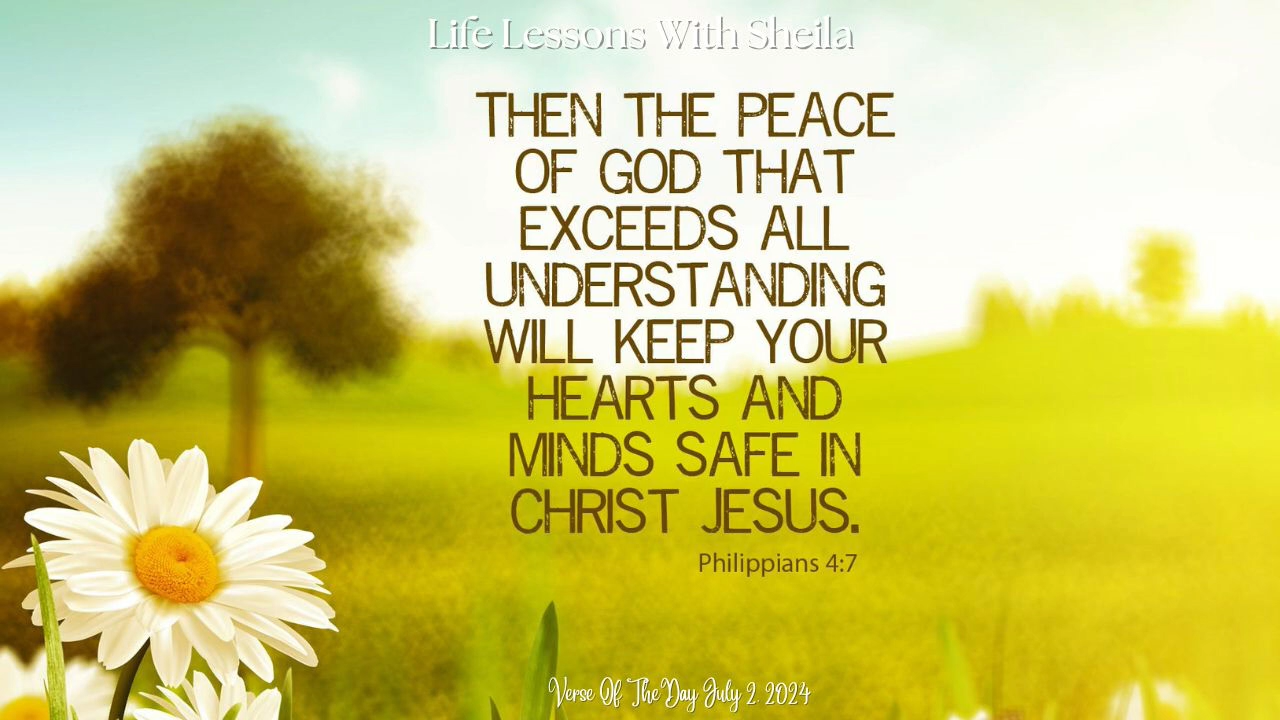 Life Lessons With Sheila
THEN THE PEACE
OF GOD THAT
EXCEEDS ALL
UNDERSTANDING
WILL KEEP YOUR
HEARTS AND
MINDS SAFE IN
CHRIST JESUS.
Philippians 4:7
Verse Of The Day July 2, 2024